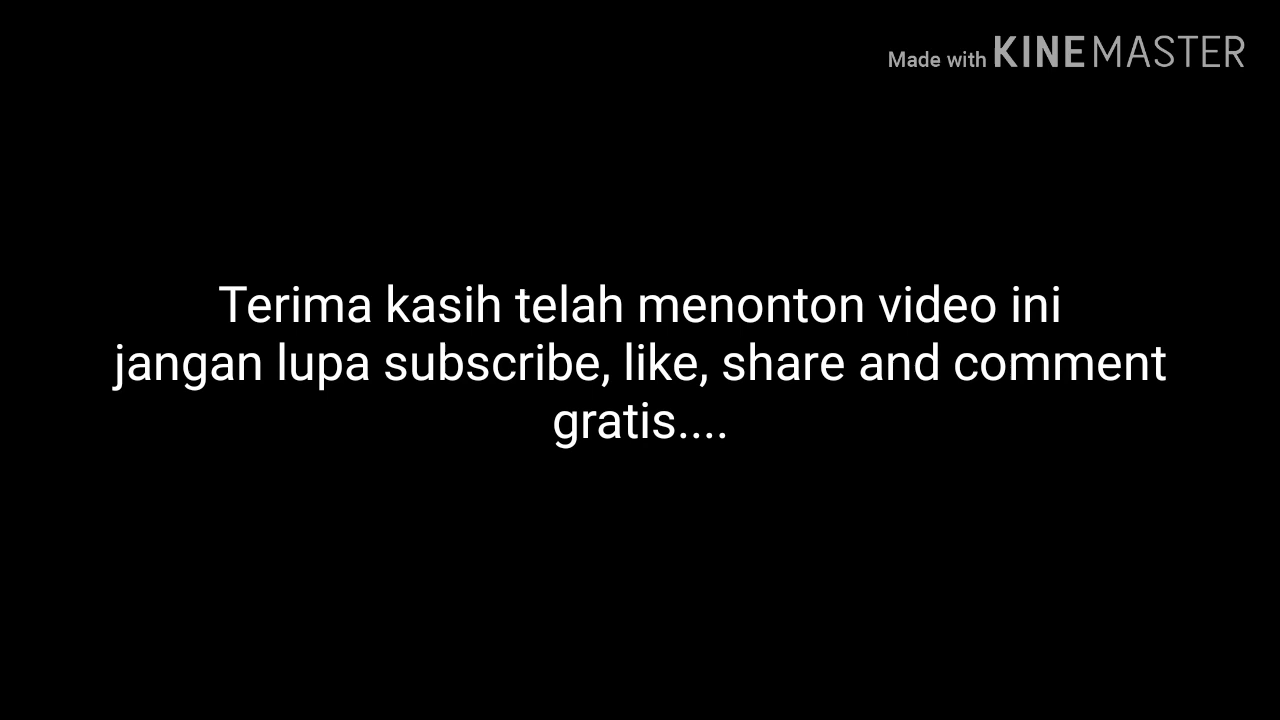 Made with KINEMASTER
Terima kasih telah menonton video ini
jangan lupa subscribe, like, share and comment
gratis....